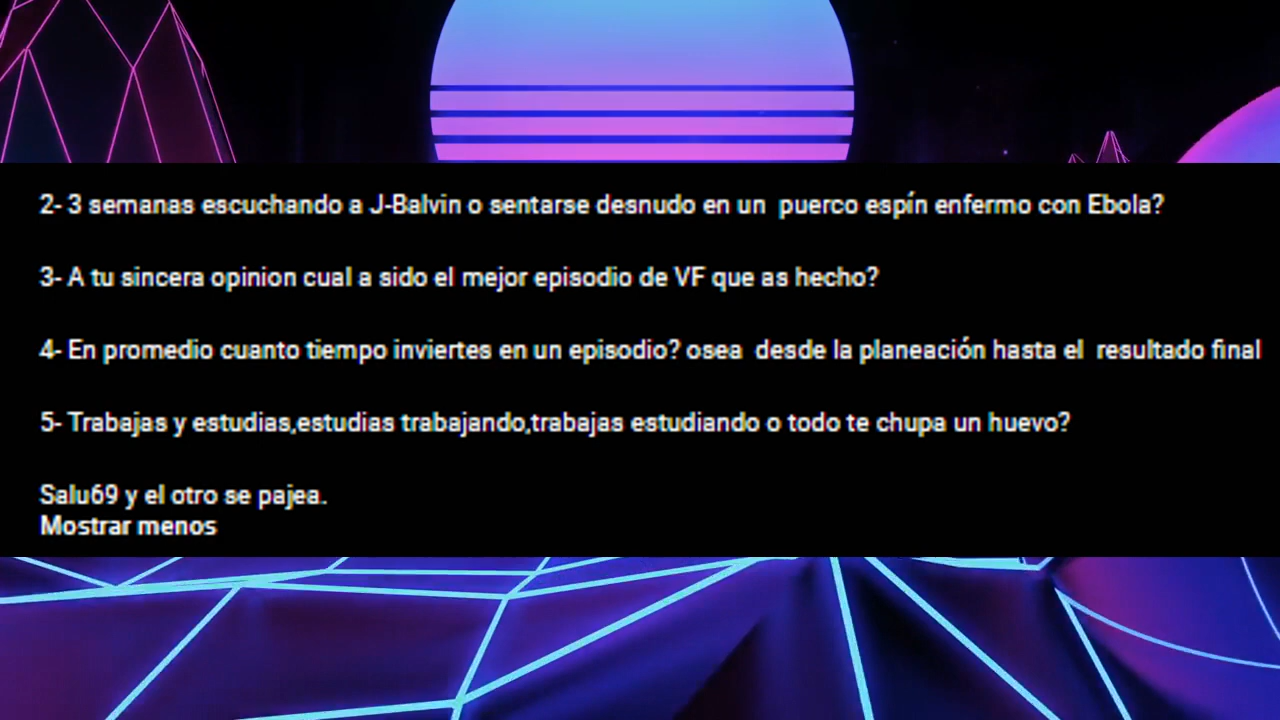 2- 3 semanas escuchando a J-Balvin o sentarse desnudo en un  puerco espín enfermo con Ebola?
3- A tu sincera opinion cual a sido el mejor episodio de VF que as hecho?
4- En promedio cuanto tiempo inviertes en un episodio? osea  desde la planeación hasta el  resultado final
5- Trabajas y estudias,estudias trabajando,trabajas estudiando o todo te chupa un huevo?
Salu69 y el otro se pajea.
Mostrar menos